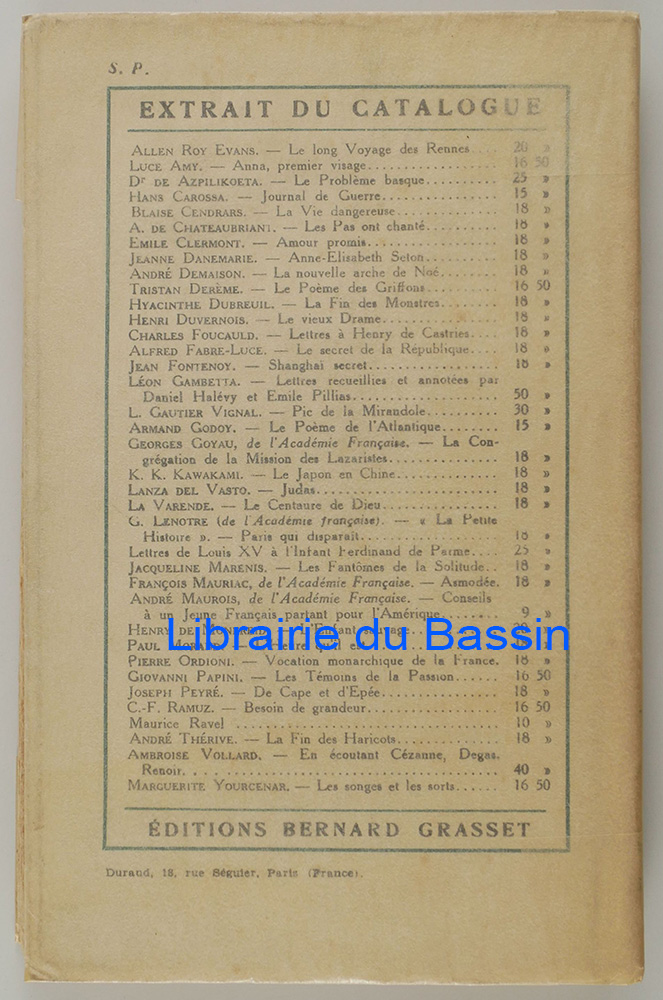 S. P.
EXTRAIT DU CATALOGUE
ALLEN ROY EVANS. — Le long Voyage des Rennes.... 20 »
LUCE AMY. — Anna, premier visage.................. 16 50
Dr DE AZPILIKOETA. — Le Problème basque.......... 25 »
HANS CAROSSA. — Journal de Guerre................ 15 »
BLAISE CENDRARS. — La Vie dangereuse............. 18 »
A. DE CHATEAUBRIANT. — Les Pas ont chanté......... 18 »
EMILE CLERMONT. — Amour promis.................. 18 »
JEANNE DANEMARIE. — Anne-Elisabeth Seton.......... 18 »
ANDRÉ DEMAISON. — La nouvelle arche de Noé........ 18 »
TRISTAN DERÈME. — Le Poème des Griffons.......... 16 50
HYACINTHE DUBREUIL. — La Fin des Monstres........ 18 »
HENRI DUVERNOIS. — Le vieux Drame............... 18 »
CHARLES FOUCAULD. — Lettres à Henry de Castries.... 18 »
ALFRED FABRE-LUCE. — Le secret de la République.... 18 »
JEAN FONTENOY. — Shanghai secret.................. 18 »
LÉON GAMBETTA. — Lettres recueillies et annotées par
Daniel Halévy et Emile Pillias..................... 50 »
L. GAUTIER VIGNAL. — Pic de la Mirandole.......... 30 »
ARMAND GODOY. — Le Poème de l'Atlantique......... 15 »
GEORGES GOYAU, de l'Académie Française. — La Con-
grégation de la Mission des Lazaristes.............. 18 »
K. K. KAWAKAMI. — Le Japon en Chine.............. 18 »
LANZA DEL VASTO. — Judas......................... 18 »
LA VARENDE. — Le Centaure de Dieu............... 18 »
G. LENOTRE (de l'Académie française). — « La Petite
Histoire ». — Paris qui disparaît................... 18 »
Lettres de Louis XV à l'Infant Ferdinand de Parme.... 25 »
JACQUELINE MARENIS. — Les Fantômes de la Solitude.. 18 »
FRANÇOIS MAURIAC, de l'Académie Française. — Asmodée. 18 »
ANDRÉ MAUROIS, de l'Académie Française. — Conseils
à un Jeune Français partant pour l'Amérique........ 9 »
HENRY DE sauvage
Librairie du Bassin
PAUL
PIERRE ORDIONI. — Vocation monarchique de la France. 18 »
GIOVANNI PAPINI. — Les Témoins de la Passion...... 16 50
JOSEPH PEYRÉ. — De Cape et d'Epée................ 18 »
C.-F. RAMUZ. — Besoin de grandeur.................. 16 50
Maurice Ravel .................................... 10 »
ANDRÉ THÉRIVE. — La Fin des Haricots.............. 18 »
AMBROISE VOLLARD. — En écoutant Cézanne, Degas,
Renoir. .......................................... 40 »
MARGUERITE YOURCENAR. — Les songes et les sorts...... 16 50
ÉDITIONS BERNARD GRASSET
Durand, 18, rue Séguier, Paris (France).